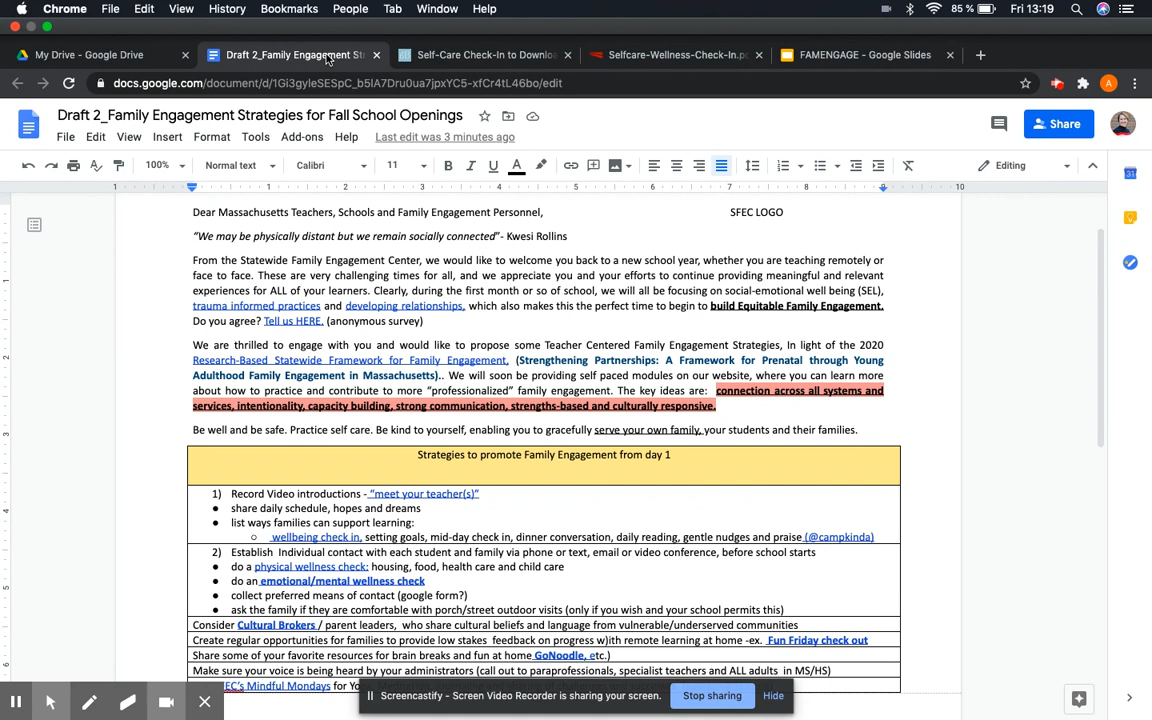 Chrome File Edit View History Bookmarks People Tab Window Help 85 % Fri 13:19
My Drive - Google Drive Draft 2_Family Engagement Str Self-Care Check-In to Downloa Selfcare-Wellness-Check-In.pd FAMENGAGE - Google Slides
docs.google.com/document/d/1Gi3gyleSESpC_b5lA7Dru0ua7jpxYC5-xfCr4tL46bo/edit A
Draft 2_Family Engagement Strategies for Fall School Openings
Share
File Edit View Insert Format Tools Add-ons Help Last edit was 3 minutes ago
100% Normal text Calibri 11 B I U A Editing
1 1 2 3 4 5 6 7 8 9 10
Dear Massachusetts Teachers, Schools and Family Engagement Personnel, SFEC LOGO
“We may be physically distant but we remain socially connected”- Kwesi Rollins
From the Statewide Family Engagement Center, we would like to welcome you back to a new school year, whether you are teaching remotely or
face to face. These are very challenging times for all, and we appreciate you and your efforts to continue providing meaningful and relevant
experiences for ALL of your learners. Clearly, during the first month or so of school, we will all be focusing on social-emotional well being (SEL),
trauma informed practices and developing relationships, which also makes this the perfect time to begin to build Equitable Family Engagement.
Do you agree? Tell us HERE. (anonymous survey)
We are thrilled to engage with you and would like to propose some Teacher Centered Family Engagement Strategies, In light of the 2020
Research-Based Statewide Framework for Family Engagement, (Strengthening Partnerships: A Framework for Prenatal through Young
Adulthood Family Engagement in Massachusetts).. We will soon be providing self paced modules on our website, where you can learn more
about how to practice and contribute to more “professionalized” family engagement. The key ideas are: connection across all systems and
services, intentionality, capacity building, strong communication, strengths-based and culturally responsive.
Be well and be safe. Practice self care. Be kind to yourself, enabling you to gracefully serve your own family, your students and their families.
Strategies to promote Family Engagement from day 1
1) Record Video introductions - “meet your teacher(s)”
● share daily schedule, hopes and dreams
● list ways families can support learning:
○ wellbeing check in, setting goals, mid-day check in, dinner conversation, daily reading, gentle nudges and praise (@campkinda)
2) Establish Individual contact with each student and family via phone or text, email or video conference, before school starts
● do a physical wellness check: housing, food, health care and child care
● do an emotional/mental wellness check
● collect preferred means of contact (google form?)
● ask the family if they are comfortable with porch/street outdoor visits (only if you wish and your school permits this)
Consider Cultural Brokers / parent leaders, who share cultural beliefs and language from vulnerable/underserved communities
Create regular opportunities for families to provide low stakes feedback on progress w)ith remote learning at home -ex. Fun Friday check out
Share some of your favorite resources for brain breaks and fun at home GoNoodle, etc.)
Make sure your voice is being heard by your administrators (call out to paraprofessionals, specialist teachers and ALL adults in MS/HS)
EC’s Mindful Mondays for Yo
Screencastify - Screen Video Recorder is sharing your screen. Stop sharing Hide